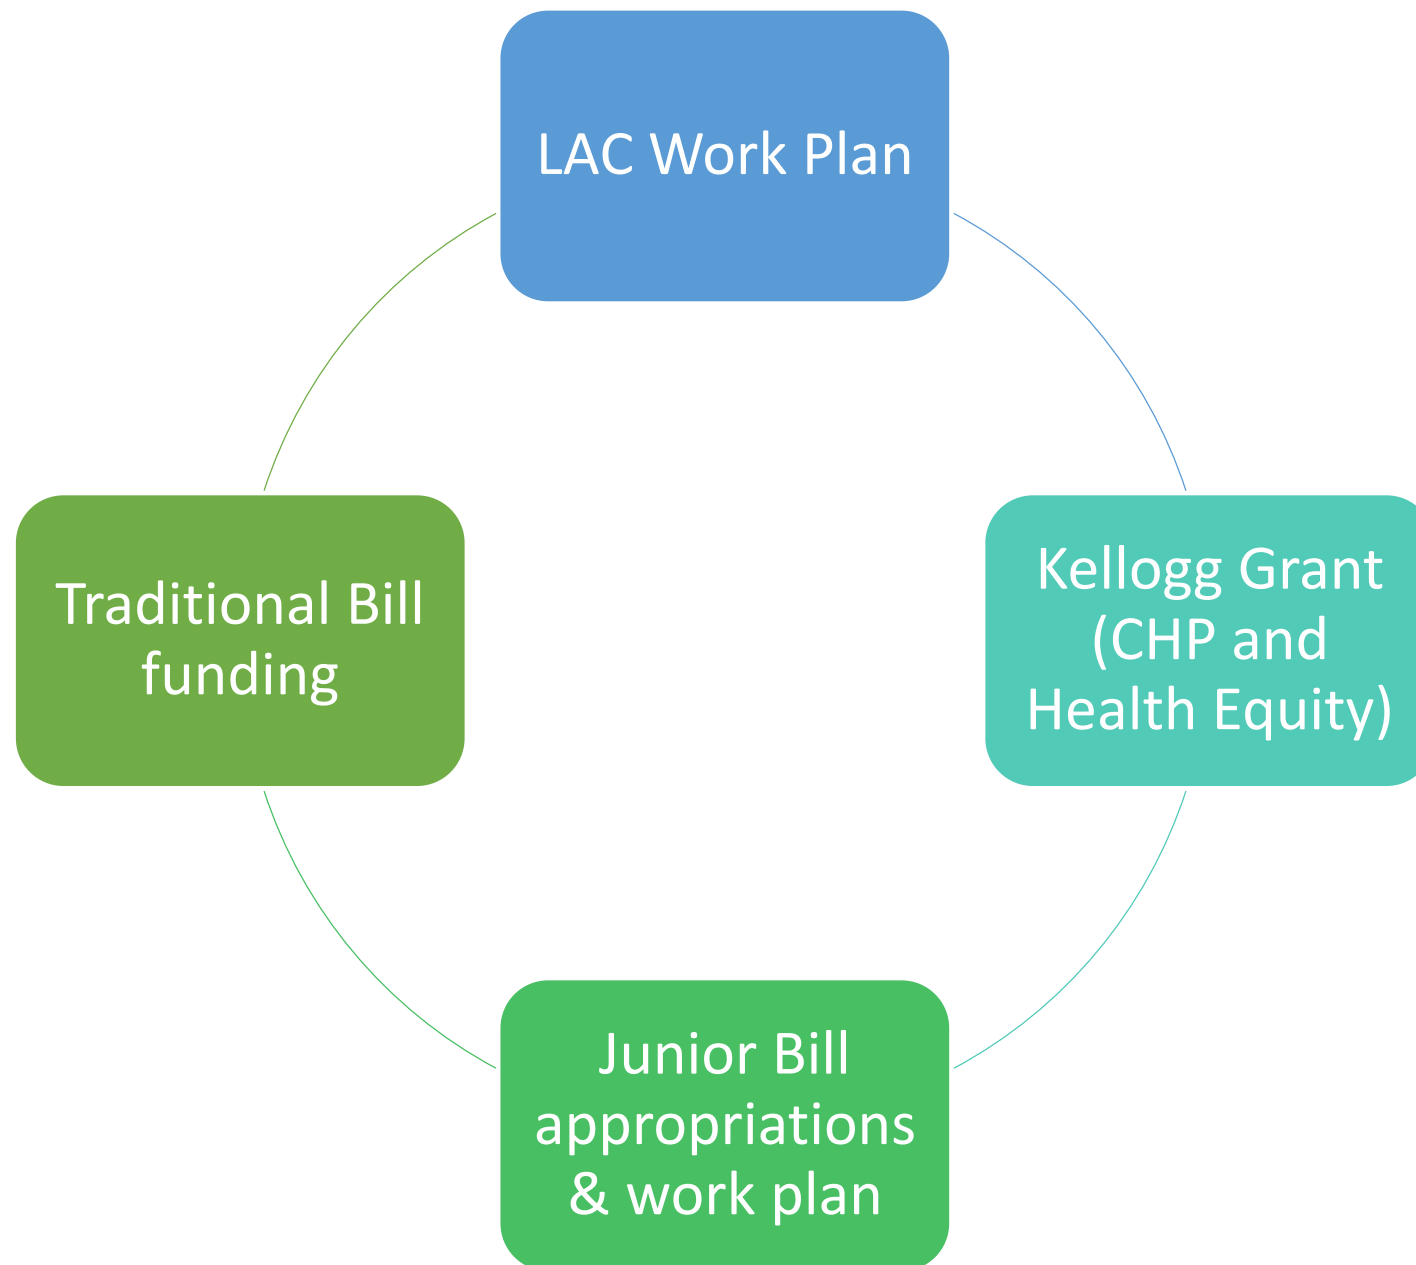 LAC Work Plan
Kellogg Grant
(CHP and
Health Equity)
Junior Bill
appropriations
& work plan
Traditional Bill
funding